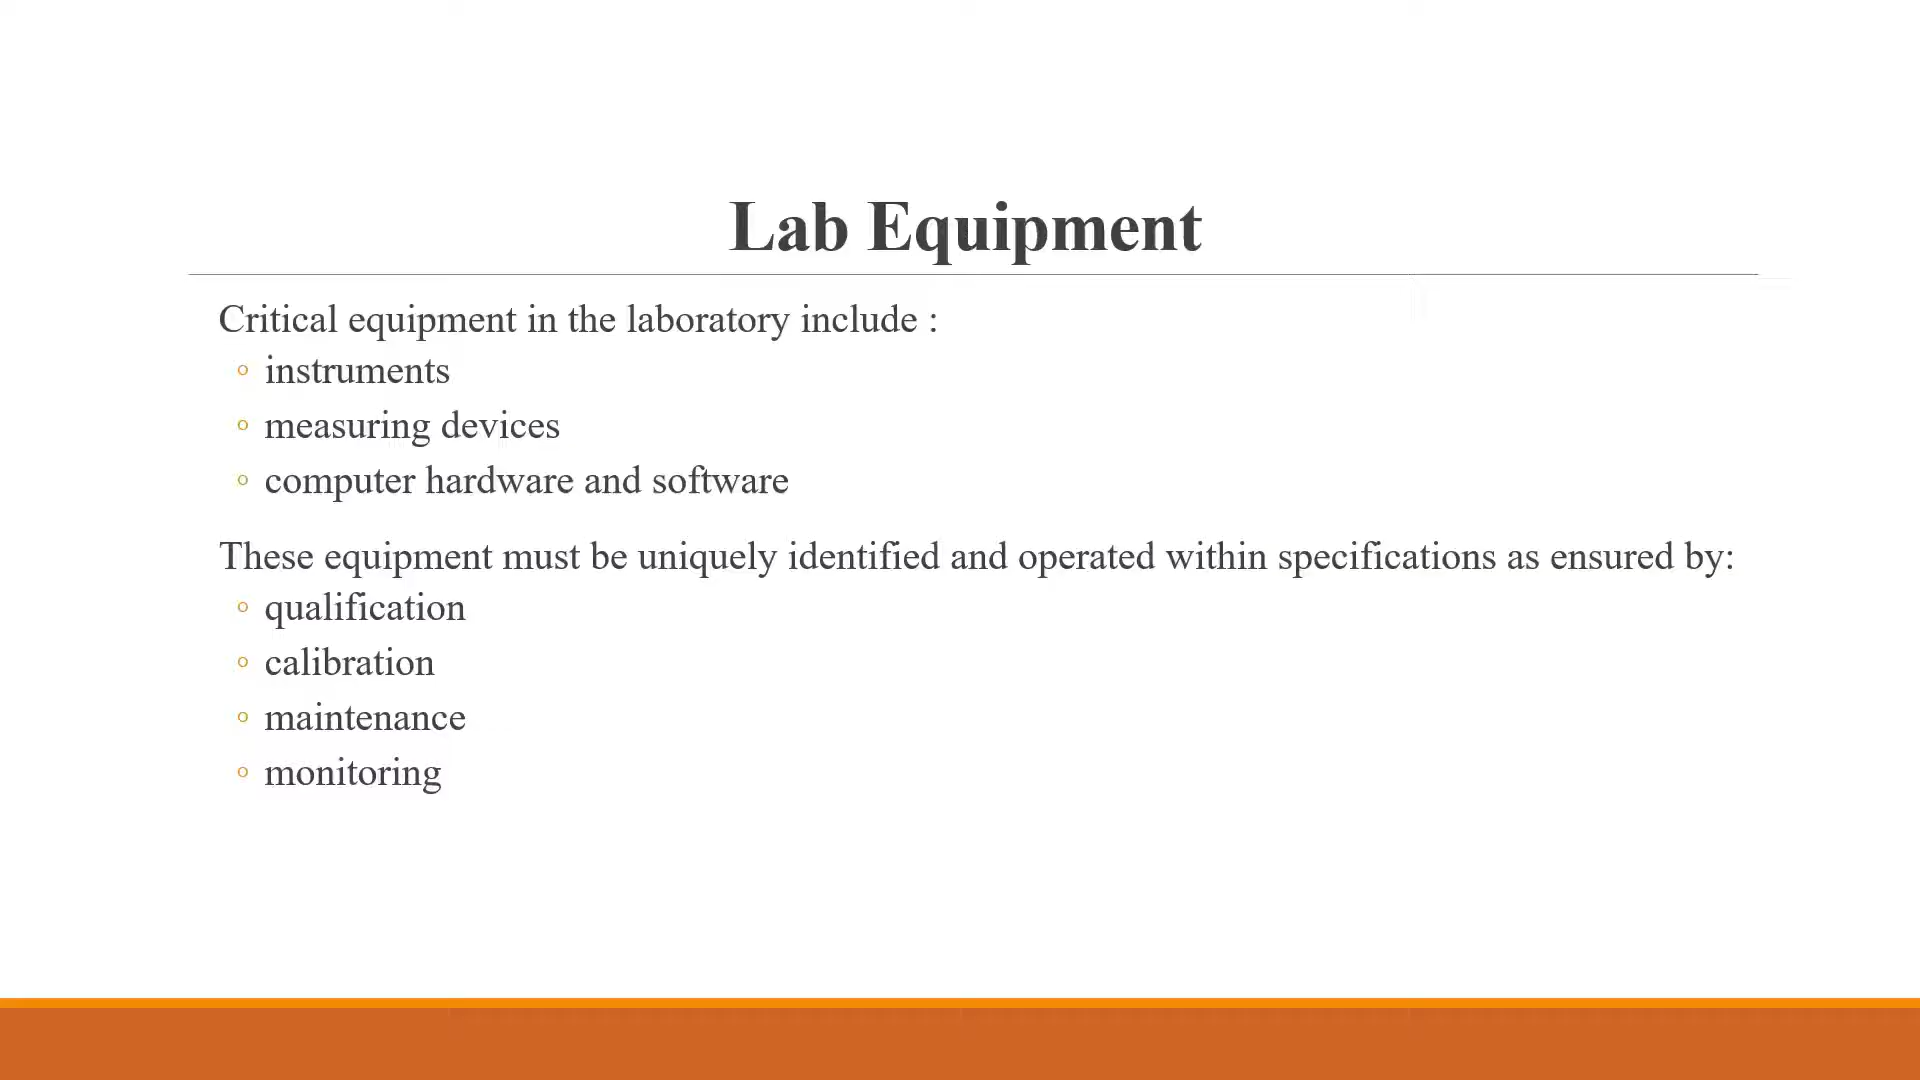 Lab Equipment
Critical equipment in the laboratory include :
◦ instruments
◦ measuring devices
◦ computer hardware and software
These equipment must be uniquely identified and operated within specifications as ensured by:
◦ qualification
◦ calibration
◦ maintenance
◦ monitoring